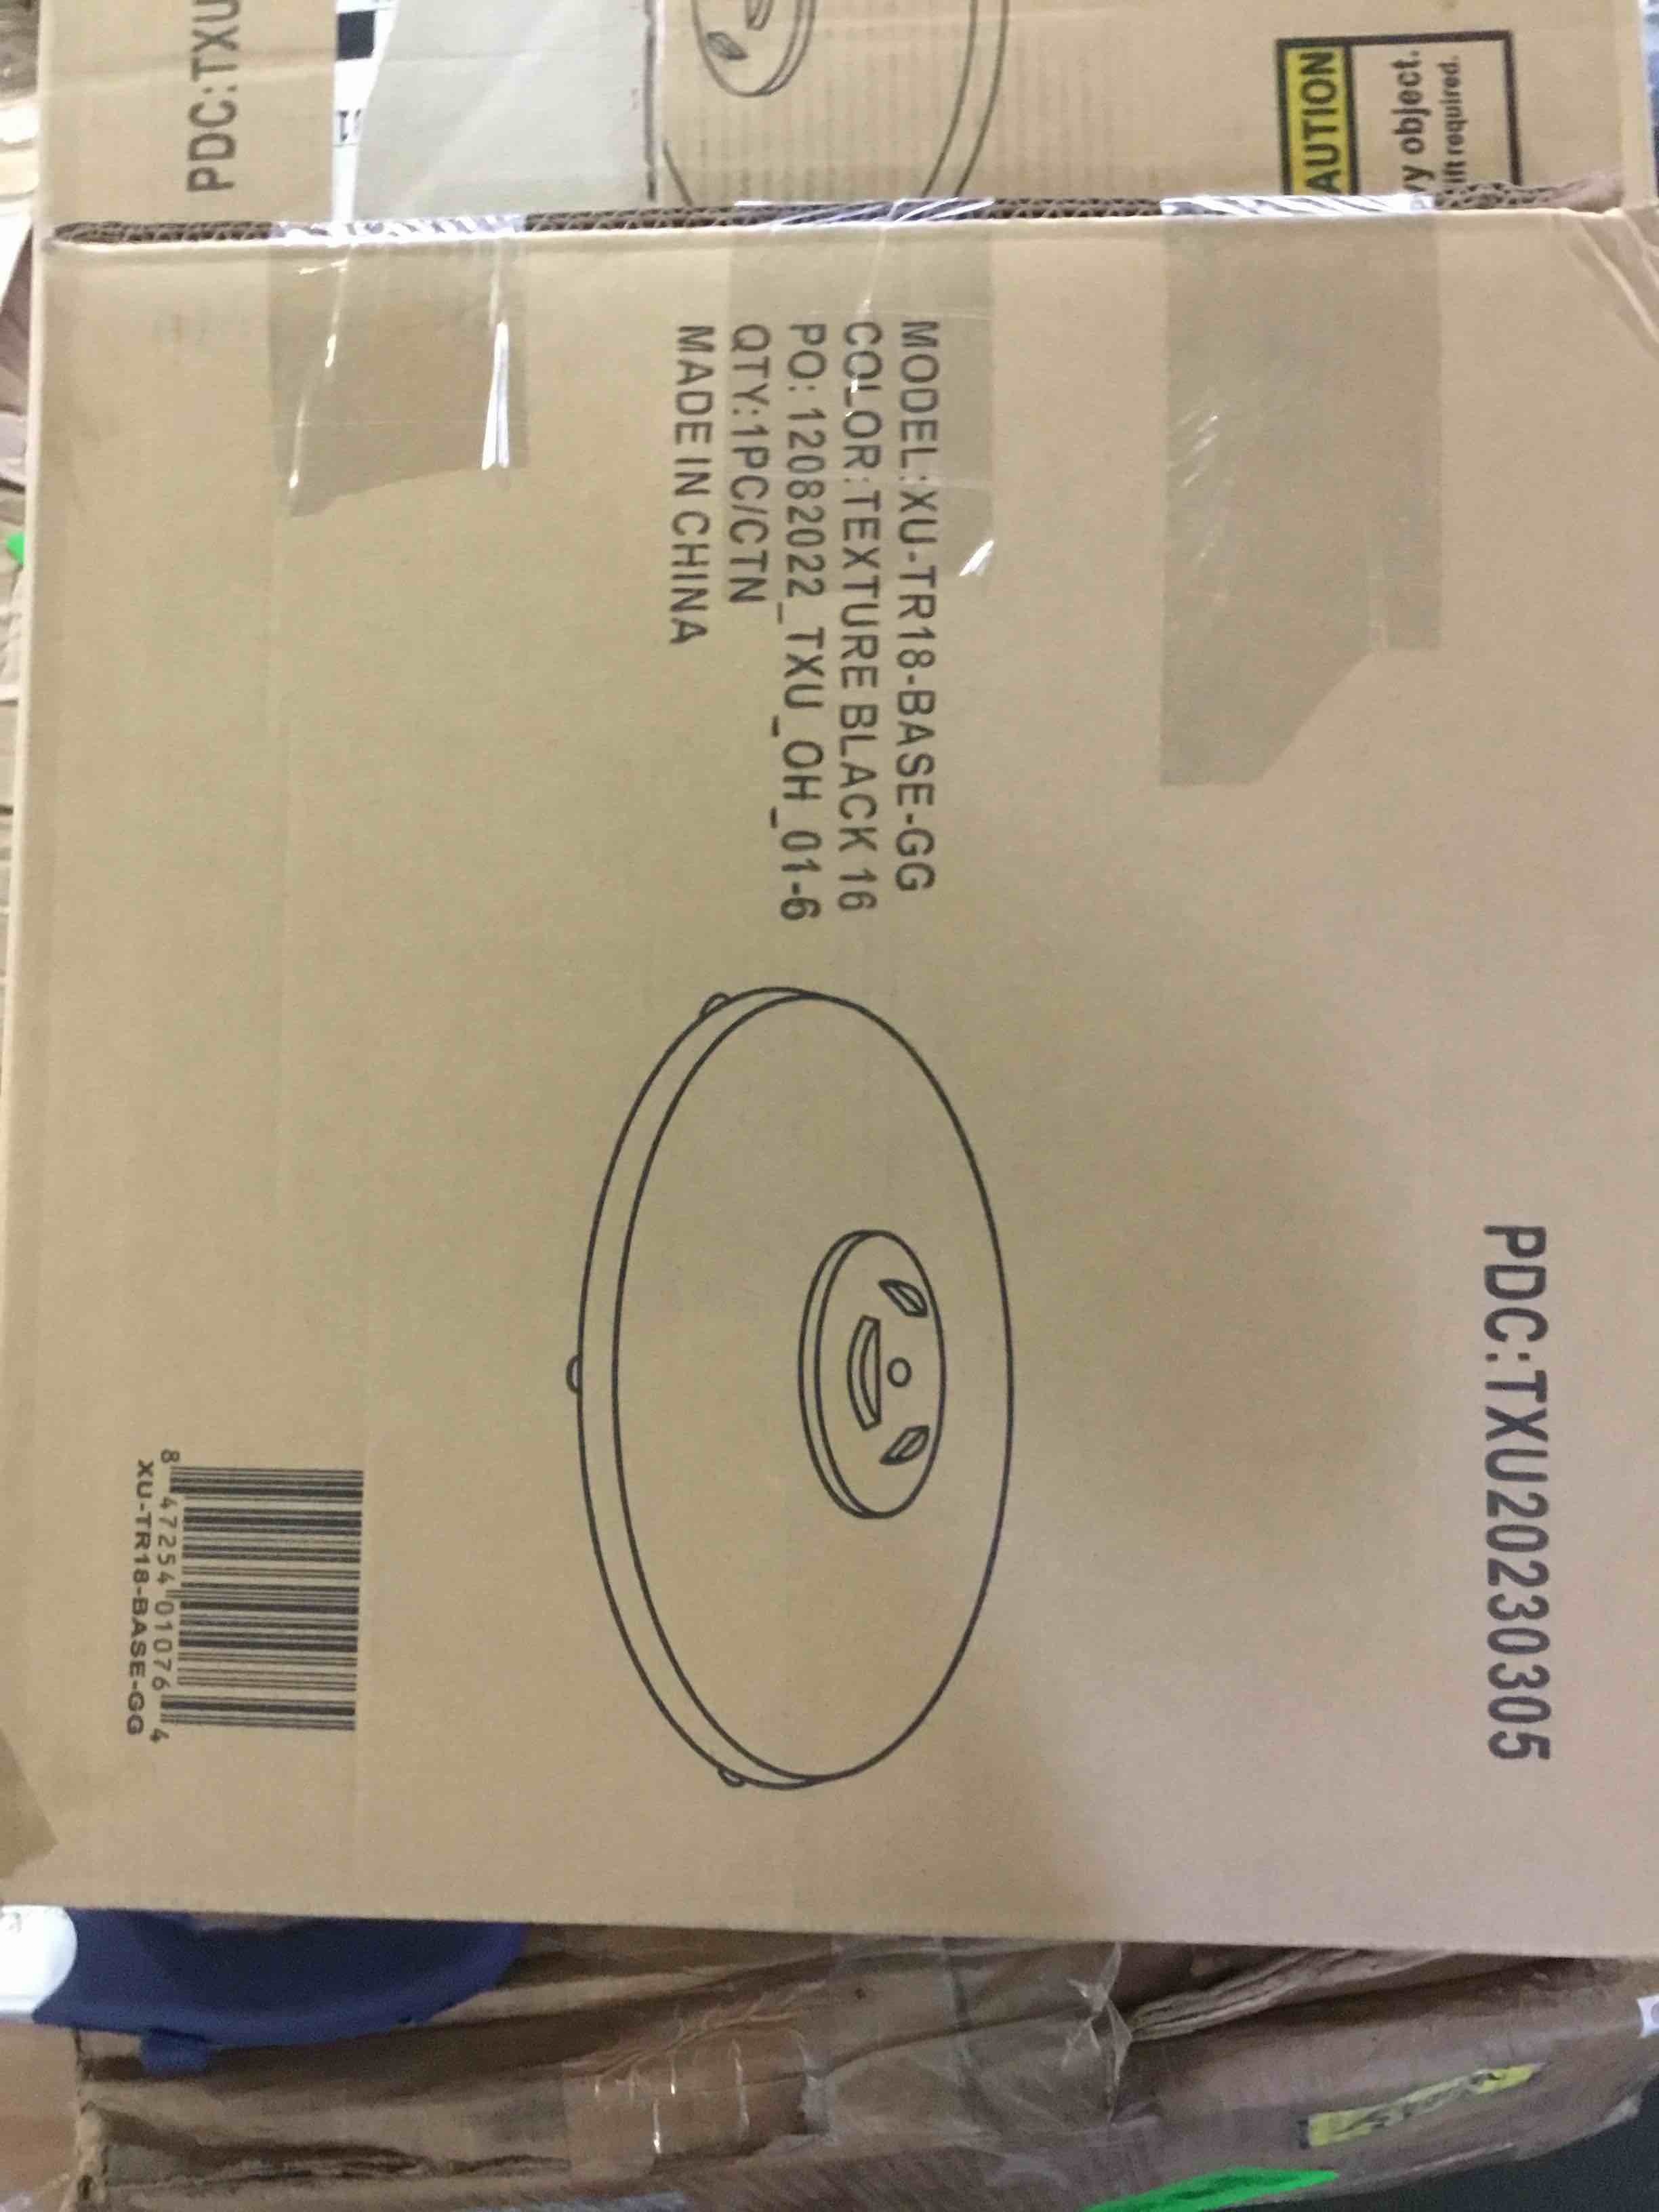 PDC:TXU20230305
MODEL:XU-TR18-BASE-GG
COLOR:TEXTURE BLACK 16
PO: 12082022_TXU_OH_01-6
QTY:1PC/CTN
MADE IN CHINA
8 47254 01076 4
XU-TR18-BASE-GG
PDC:TXU
AUTION
y object.
required.